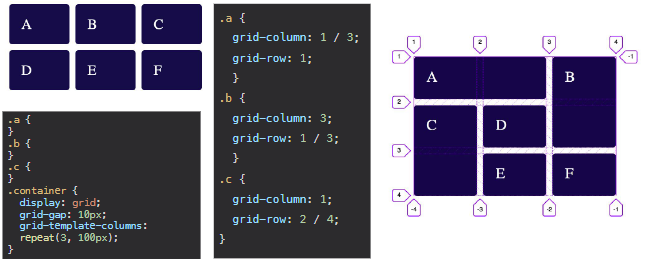 A B C
D E F
.a {
}
.b {
}
.c {
}
.container {
display: grid;
grid-gap: 10px;
grid-template-columns:
repeat(3, 100px);
}
.a {
grid-column: 1 / 3;
grid-row: 1;
}
.b {
grid-column: 3;
grid-row: 1 / 3;
}
.c {
grid-column: 1;
grid-row: 2 / 4;
}
1 2 3 4
1 -1
A B
2
C D
3
E F
4
-4 -3 -2 -1